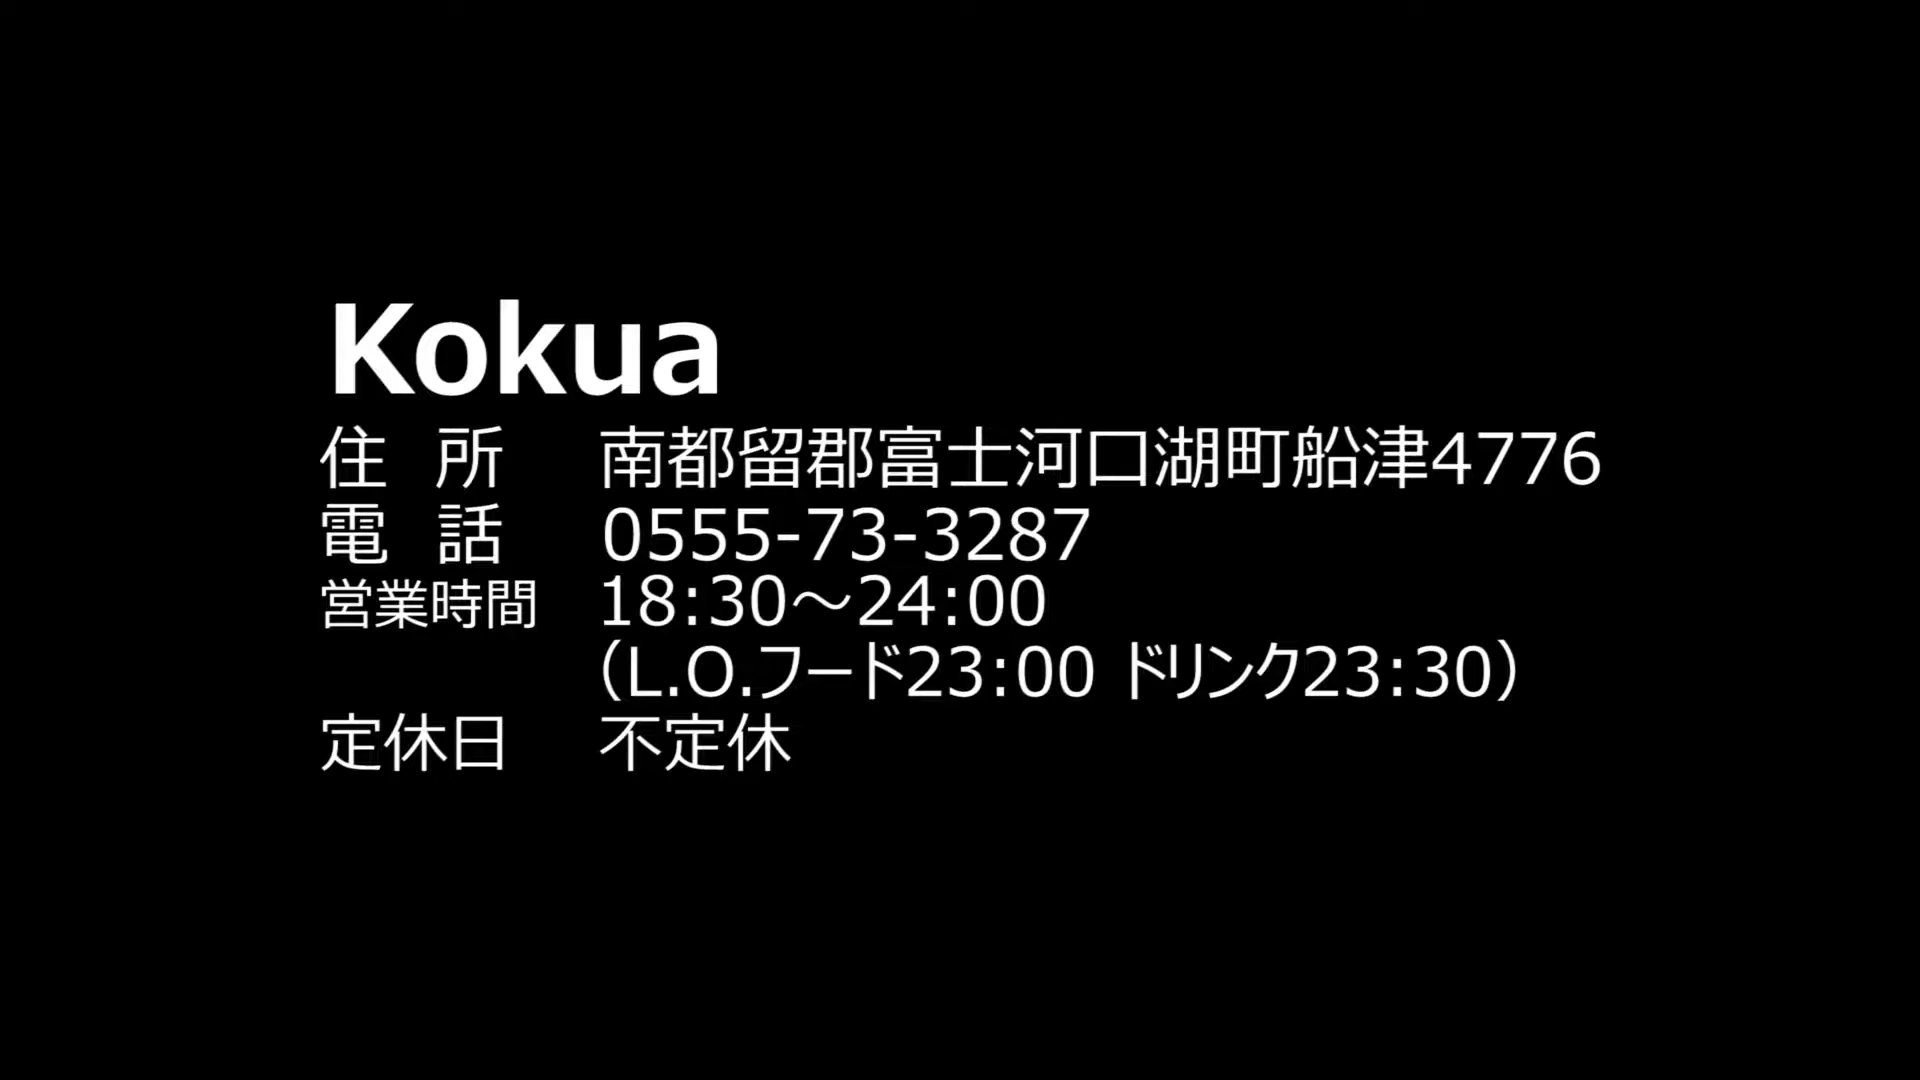 Kokua
住　所　南都留郡富士河口湖町船津4776
電　話　0555-73-3287
営業時間　18:30～24:00
（L.O.フード23:00 ドリンク23:30）
定休日　不定休